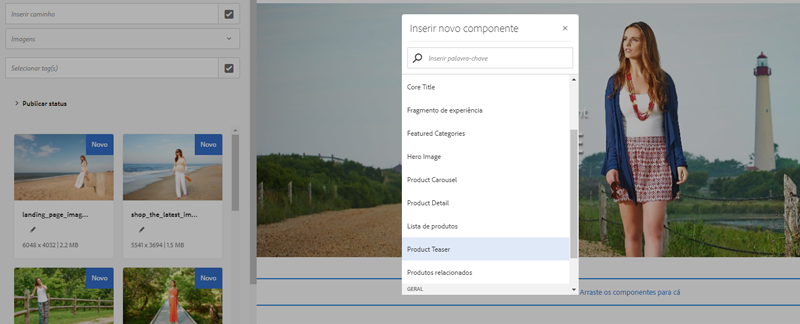 Inserir caminho
Imagens
Selecionar tag(s)
Publicar status
Novo
landing_page_imag...
6048 x 4032 | 2.2 MB
Novo
shop_the_latest_im...
5541 x 3694 | 1.5 MB
Novo
Novo
Inserir novo componente
Inserir palavra-chave
Core Title
Fragmento de experiência
Featured Categories
Hero Image
Product Carousel
Product Detail
Lista de produtos
Product Teaser
Produtos relacionados
GERAL
Arraste os componentes para cá